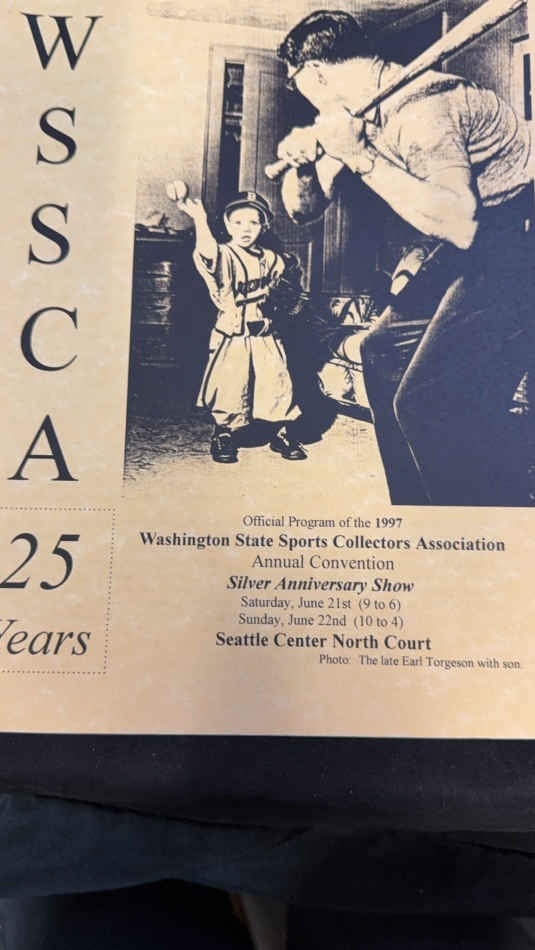 W
S
S
C
A
25
Years
Official Program of the 1997
Washington State Sports Collectors Association
Annual Convention
Silver Anniversary Show
Saturday, June 21st (9 to 6)
Sunday, June 22nd (10 to 4)
Seattle Center North Court
Photo: The late Earl Torgeson with son.